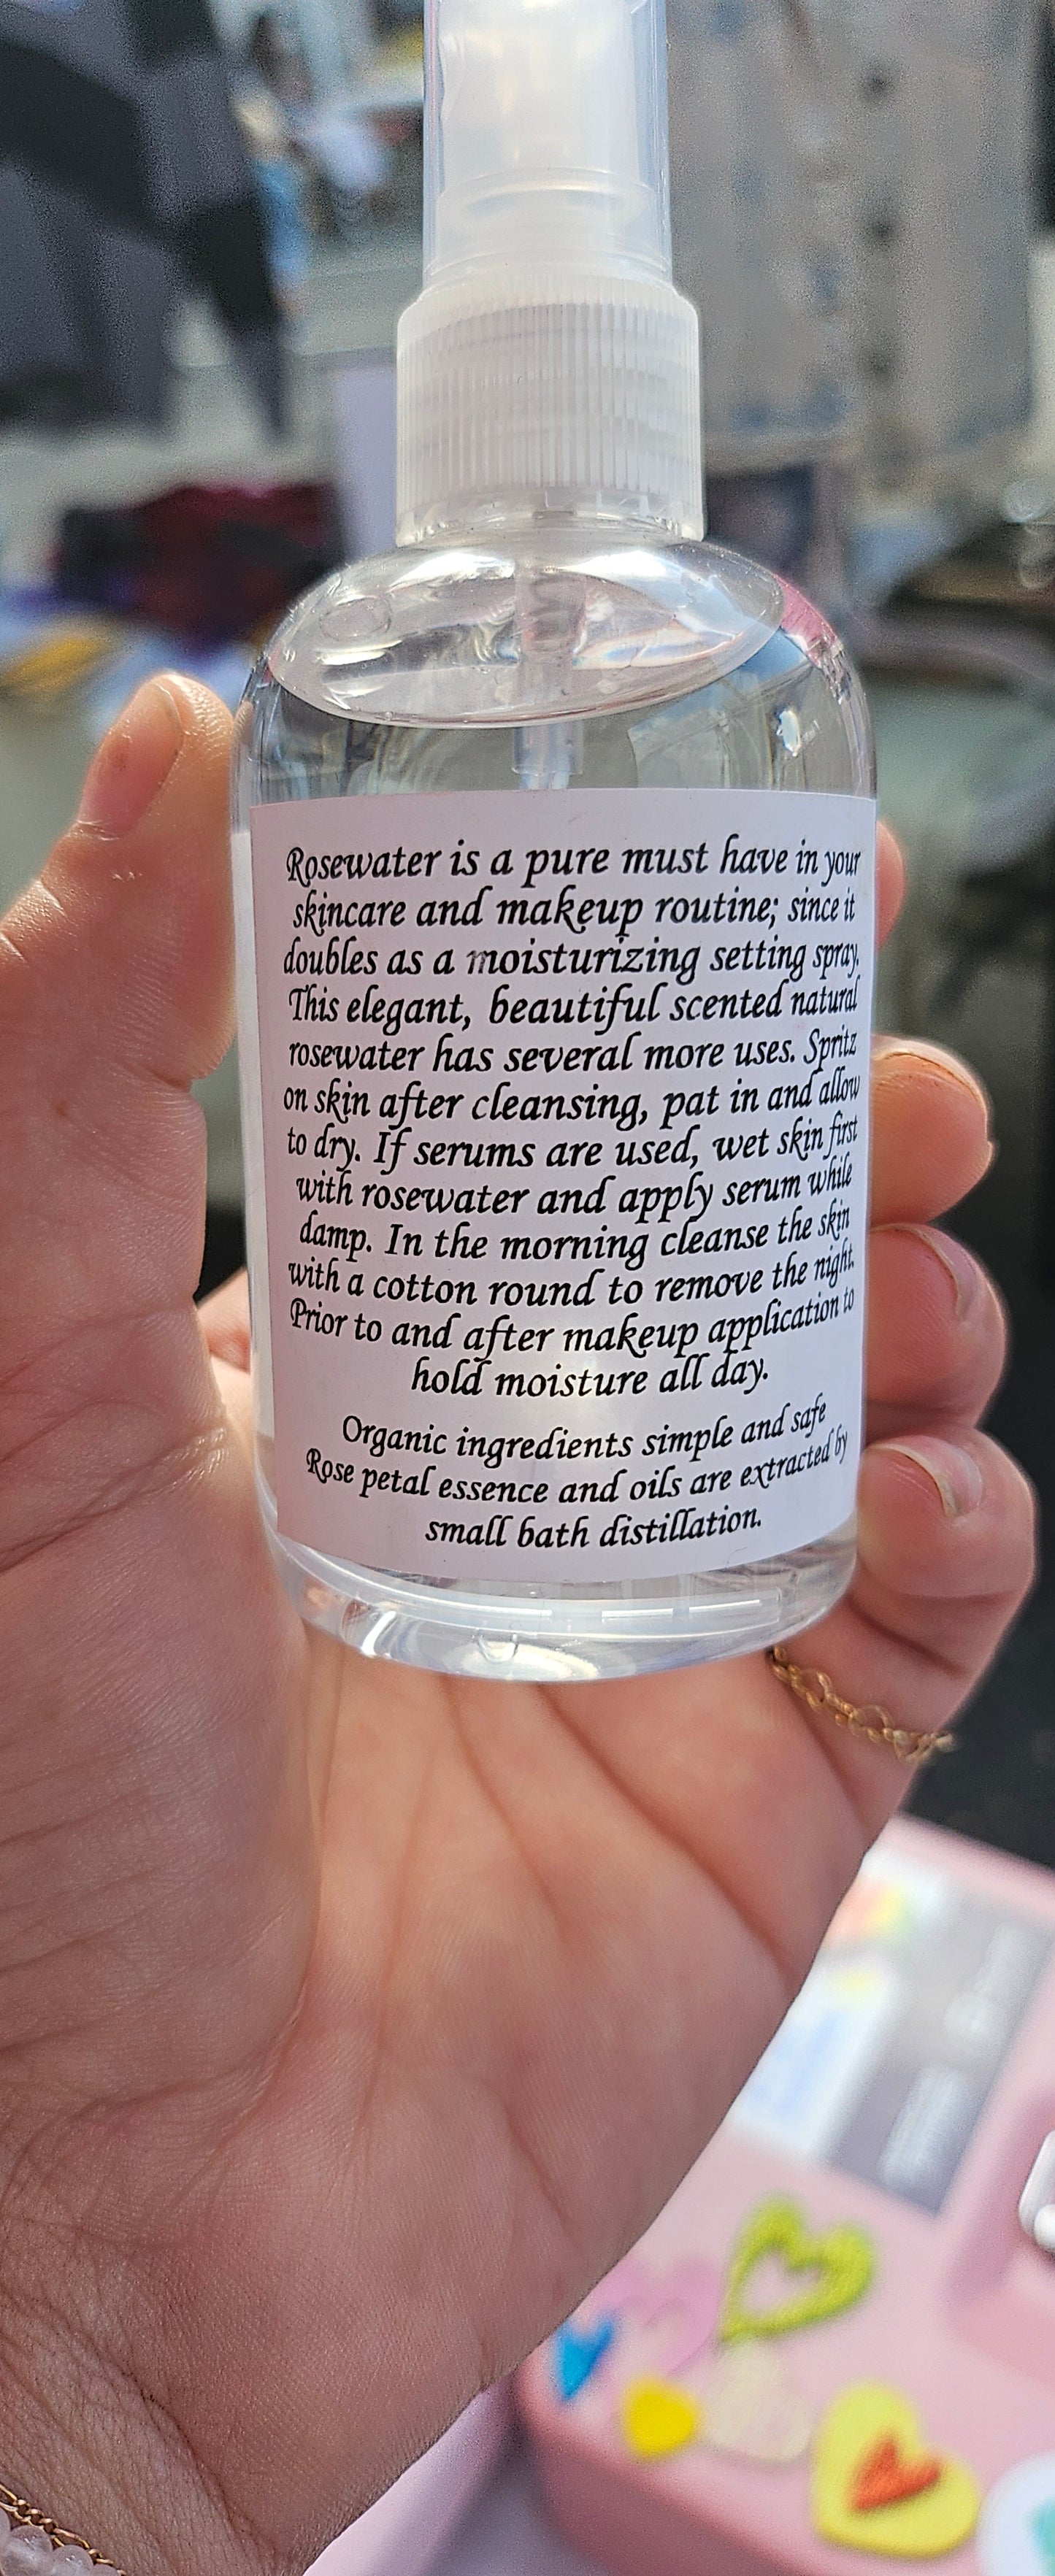 Rosewater is a pure must have in your
skincare and makeup routine; since it
doubles as a moisturizing setting spray.
This elegant, beautiful scented natural
rosewater has several more uses. Spritz
on skin after cleansing, pat in and allow
to dry. If serums are used, wet skin first
with rosewater and apply serum while
damp. In the morning cleanse the skin
with a cotton round to remove the night.
Prior to and after makeup application to
hold moisture all day.
Organic ingredients simple and safe
Rose petal essence and oils are extracted by
small bath distillation.